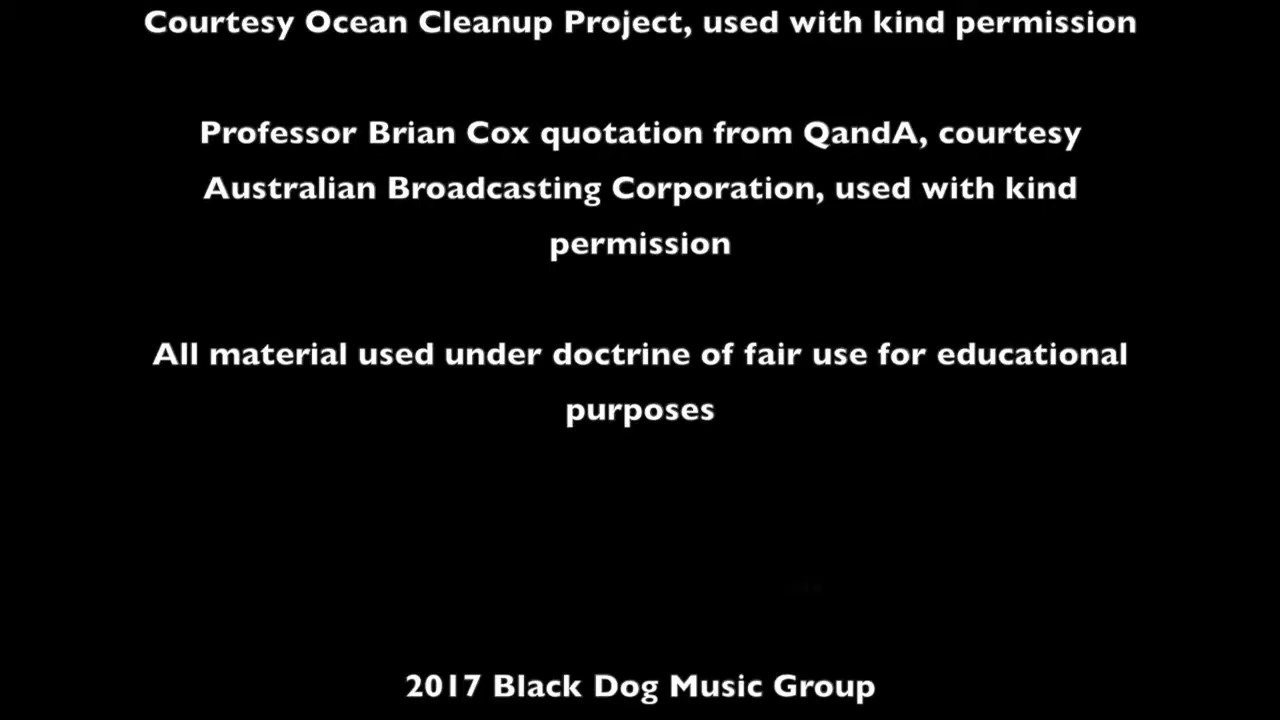 Courtesy Ocean Cleanup Project, used with kind permission
Professor Brian Cox quotation from QandA, courtesy
Australian Broadcasting Corporation, used with kind
permission
All material used under doctrine of fair use for educational
purposes
2017 Black Dog Music Group